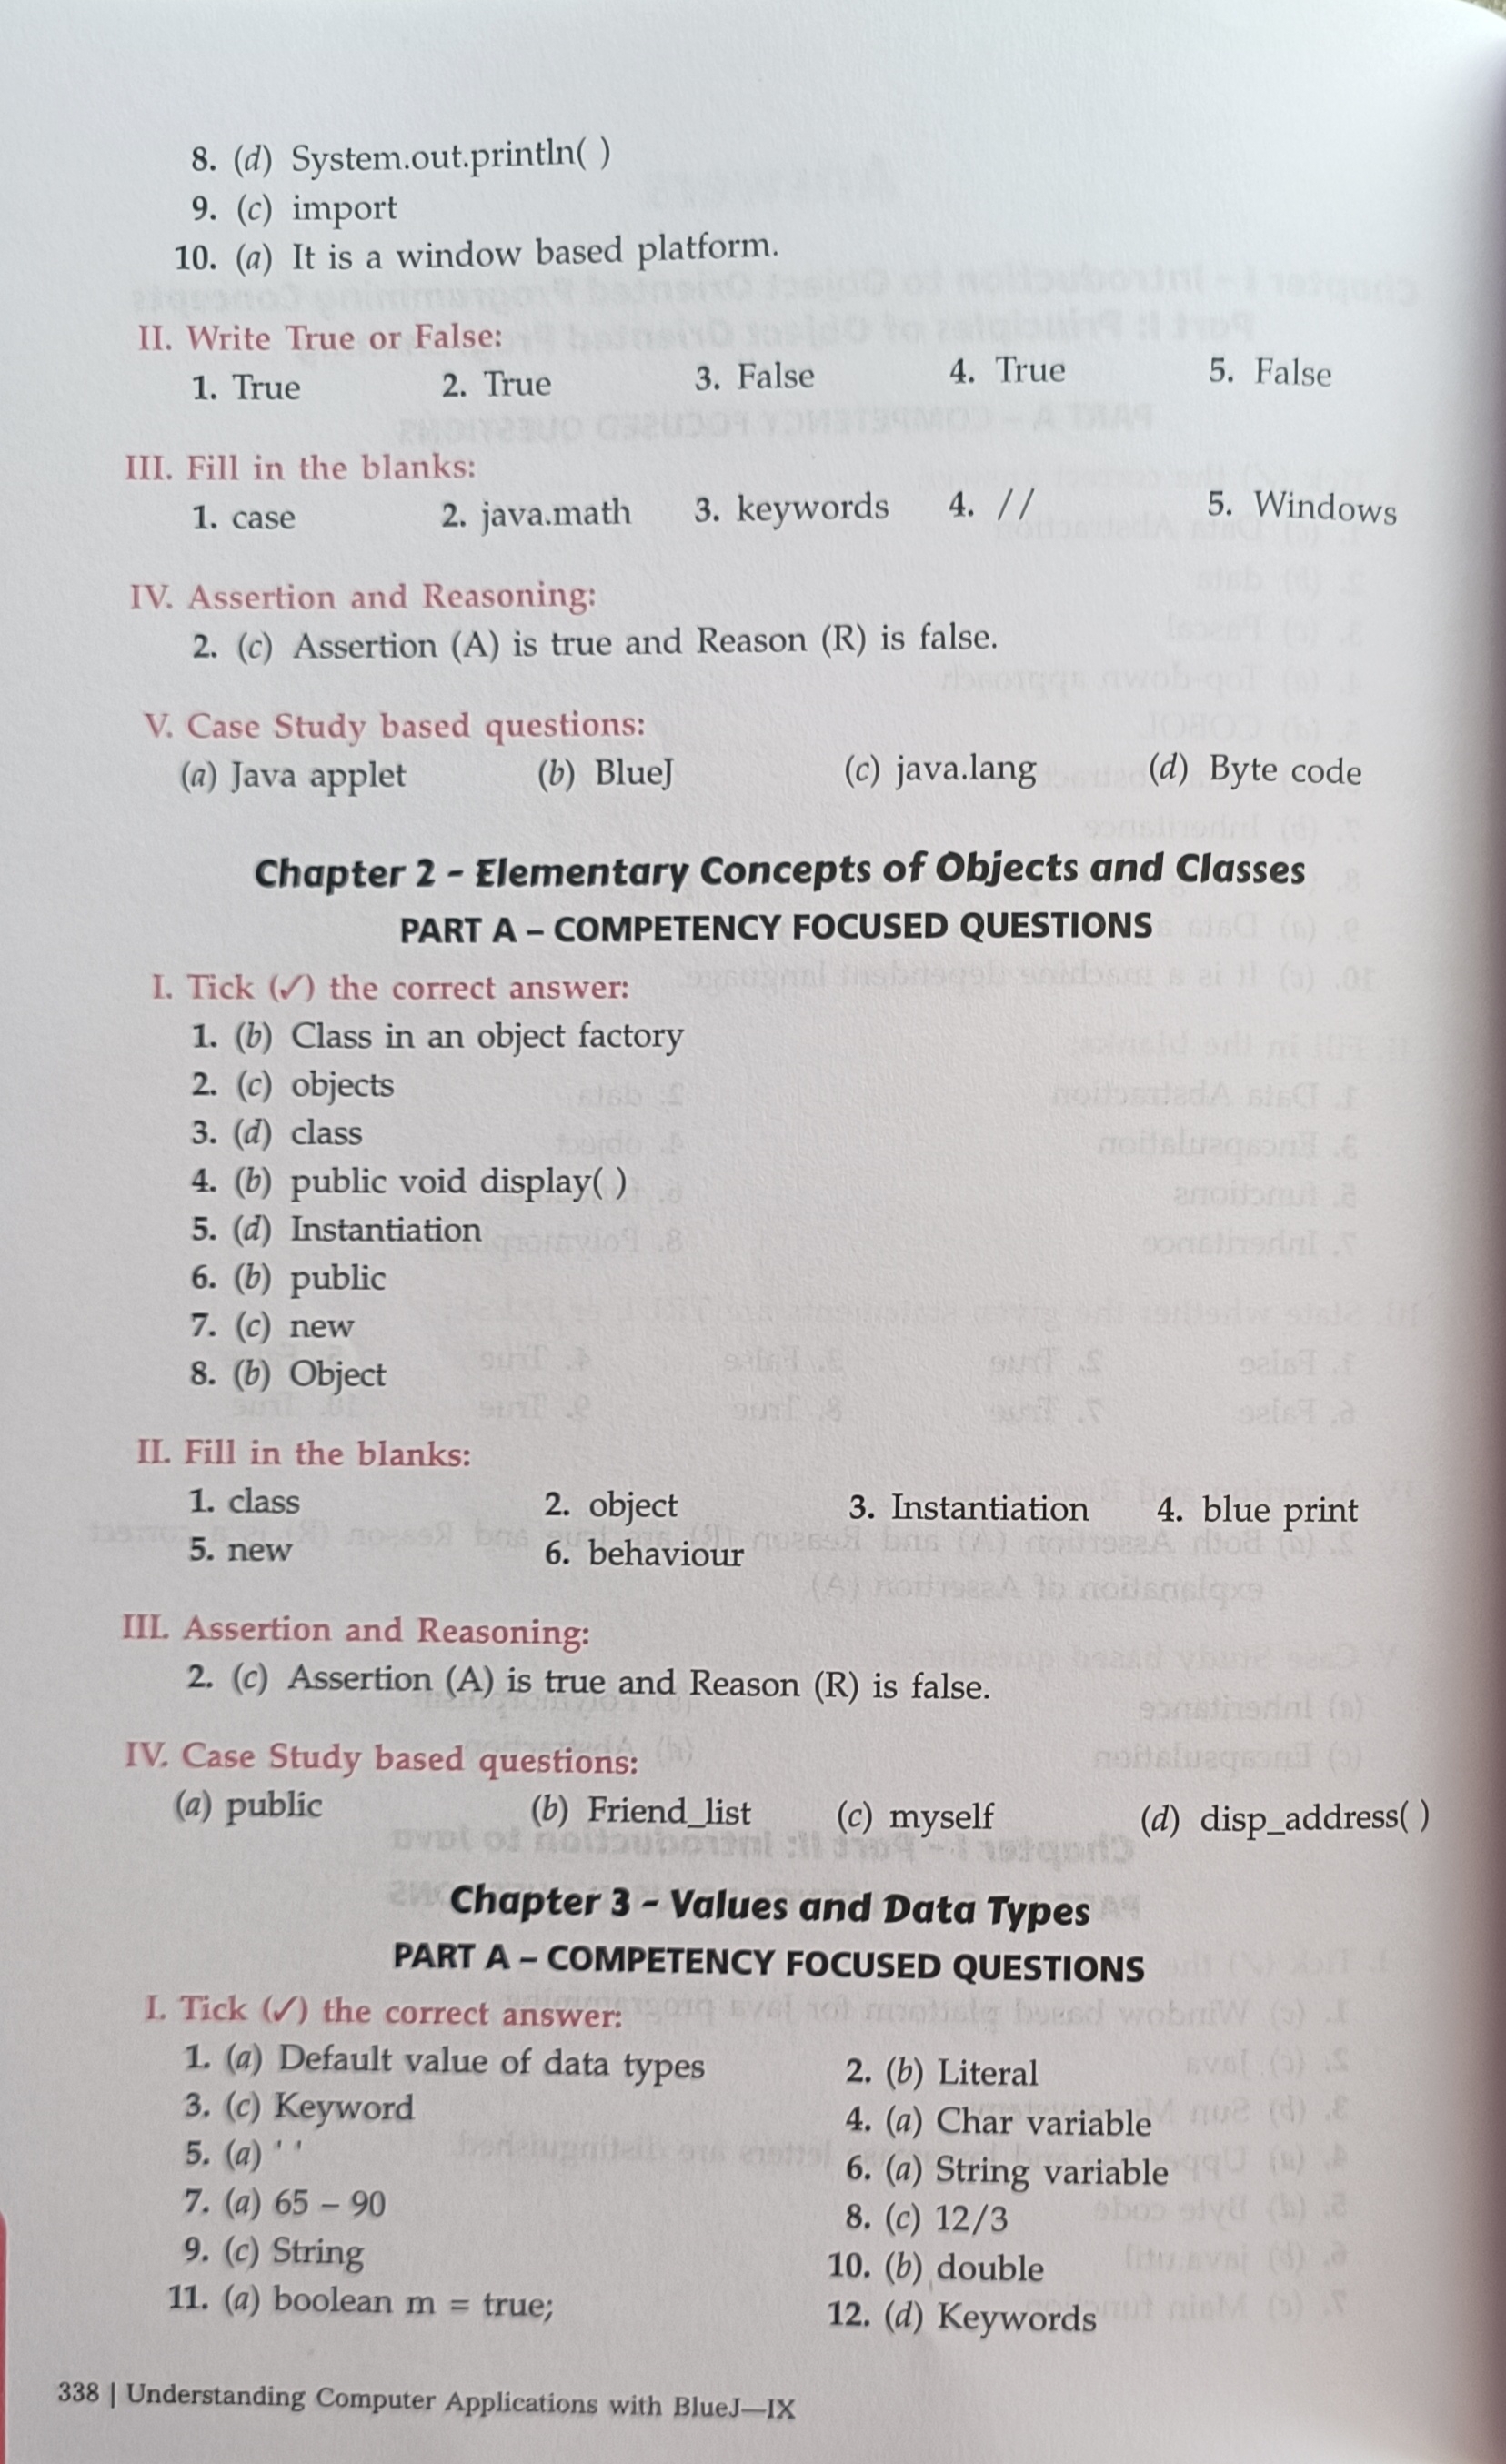 8. (d) System.out.println( )
9. (c) import
10. (a) It is a window based platform.
II. Write True or False:
1. True 2. True 3. False 4. True 5. False
III. Fill in the blanks:
1. case 2. java.math 3. keywords 4. // 5. Windows
IV. Assertion and Reasoning:
2. (c) Assertion (A) is true and Reason (R) is false.
V. Case Study based questions:
(a) Java applet (b) BlueJ (c) java.lang (d) Byte code
Chapter 2 - Elementary Concepts of Objects and Classes
PART A – COMPETENCY FOCUSED QUESTIONS
I. Tick (✓) the correct answer:
1. (b) Class in an object factory
2. (c) objects
3. (d) class
4. (b) public void display( )
5. (d) Instantiation
6. (b) public
7. (c) new
8. (b) Object
II. Fill in the blanks:
1. class 2. object 3. Instantiation 4. blue print
5. new 6. behaviour
III. Assertion and Reasoning:
2. (c) Assertion (A) is true and Reason (R) is false.
IV. Case Study based questions:
(a) public (b) Friend_list (c) myself (d) disp_address( )
Chapter 3 - Values and Data Types
PART A – COMPETENCY FOCUSED QUESTIONS
I. Tick (✓) the correct answer:
1. (a) Default value of data types 2. (b) Literal
3. (c) Keyword 4. (a) Char variable
5. (a) ' ' 6. (a) String variable
7. (a) 65 – 90 8. (c) 12/3
9. (c) String 10. (b) double
11. (a) boolean m = true; 12. (d) Keywords
338 | Understanding Computer Applications with BlueJ—IX